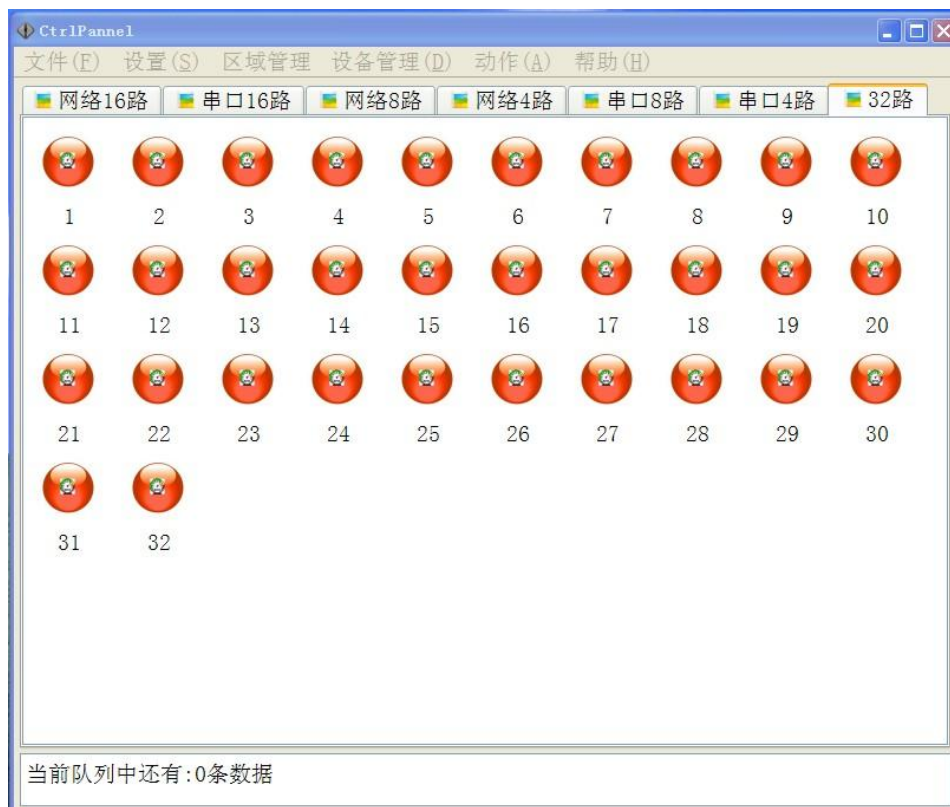 CtrlPannel
文件(F) 设置(S) 区域管理 设备管理(D) 动作(A) 帮助(H)
网络16路 串口16路 网络8路 网络4路 串口8路 串口4路 32路
1 2 3 4 5 6 7 8 9 10
11 12 13 14 15 16 17 18 19 20
21 22 23 24 25 26 27 28 29 30
31 32
当前队列中还有:0条数据